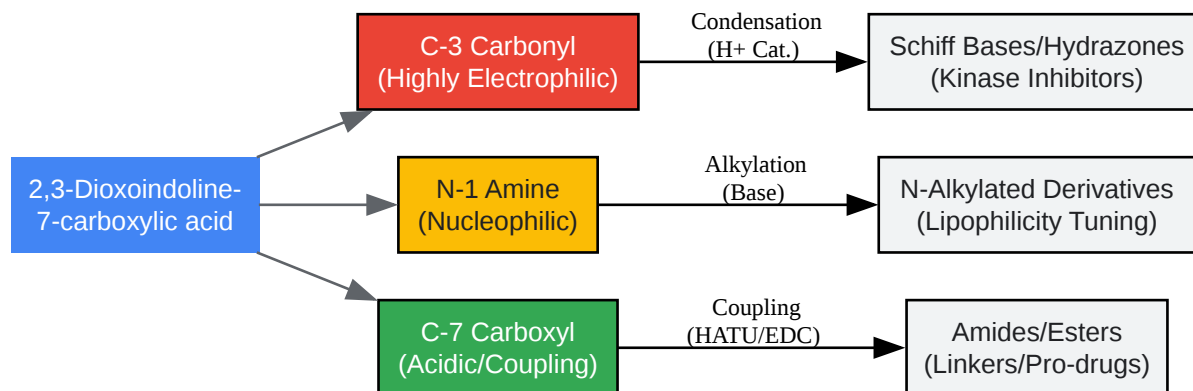 2,3-Dioxoindoline-
7-carboxylic acid
C-3 Carbonyl
(Highly Electrophilic)
Condensation
(H+ Cat.)
Schiff Bases/Hydrazones
(Kinase Inhibitors)
N-1 Amine
(Nucleophilic)
Alkylation
(Base)
N-Alkylated Derivatives
(Lipophilicity Tuning)
C-7 Carboxyl
(Acidic/Coupling)
Coupling
(HATU/EDC)
Amides/Esters
(Linkers/Pro-drugs)